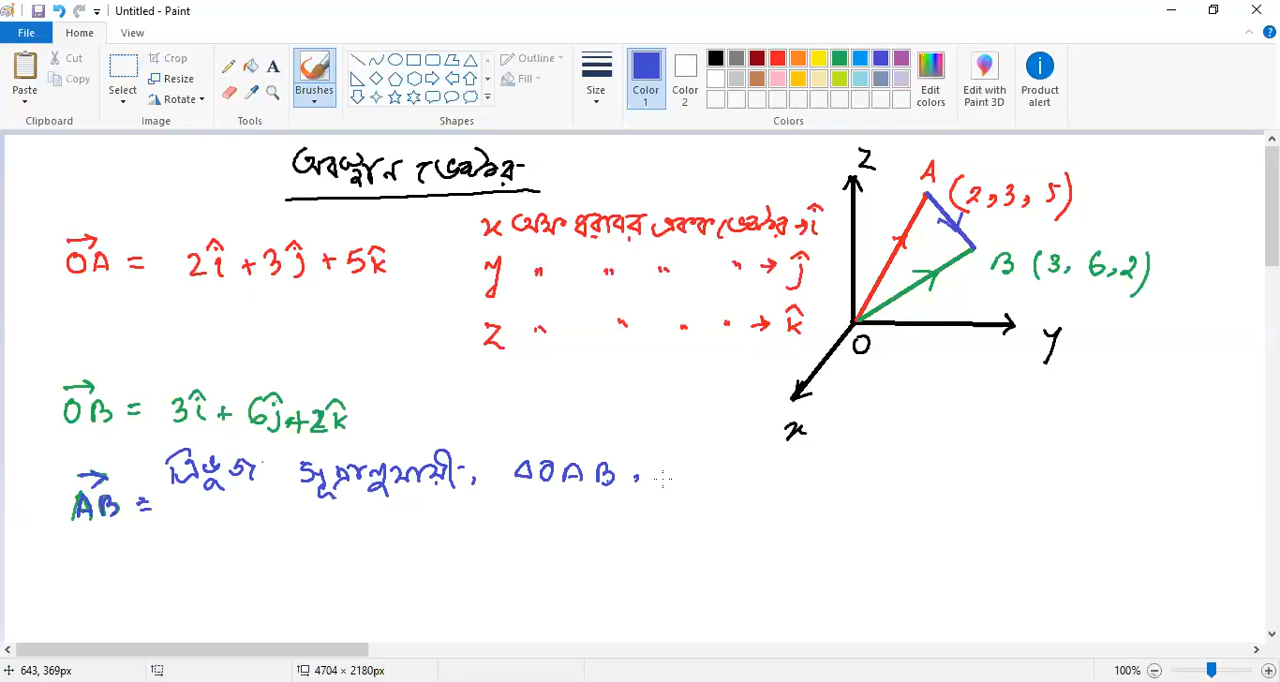 Untitled - Paint
File Home View
Paste Cut Copy Select Crop Resize Rotate Brushes Outline Fill Size Color 1 Color 2 Edit colors Edit with Paint 3D Product alert
Clipboard Image Tools Shapes Colors
অবস্থান ভেক্টর
x অক্ষ বরাবর একক ভেক্টর → î
y " " " " → ĵ
z " " " " → k̂
OA⃗ = 2î + 3ĵ + 5k̂
OB⃗ = 3î + 6ĵ + 2k̂
ত্রিভুজ সূত্রানুযায়ী, ΔOAB,
AB⃗ =
Z
A (2, 3, 5)
B (3, 6, 2)
O
y
x
643, 369px 4704 × 2180px 100%